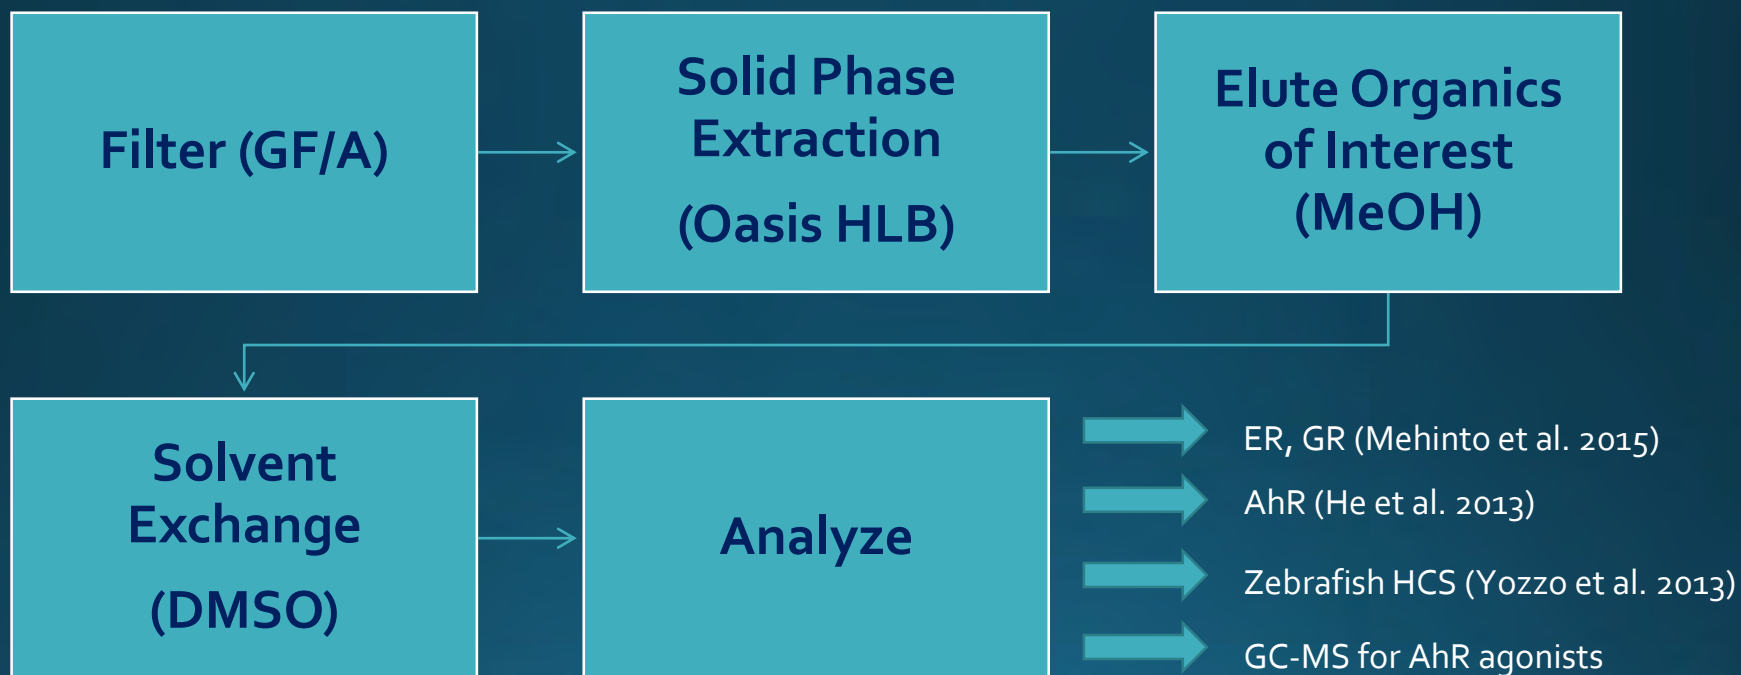 Filter (GF/A)
Solid Phase
Extraction
(Oasis HLB)
Elute Organics
of Interest
(MeOH)
Solvent
Exchange
(DMSO)
Analyze
ER, GR (Mehinto et al. 2015)
AhR (He et al. 2013)
Zebrafish HCS (Yozzo et al. 2013)
GC-MS for AhR agonists